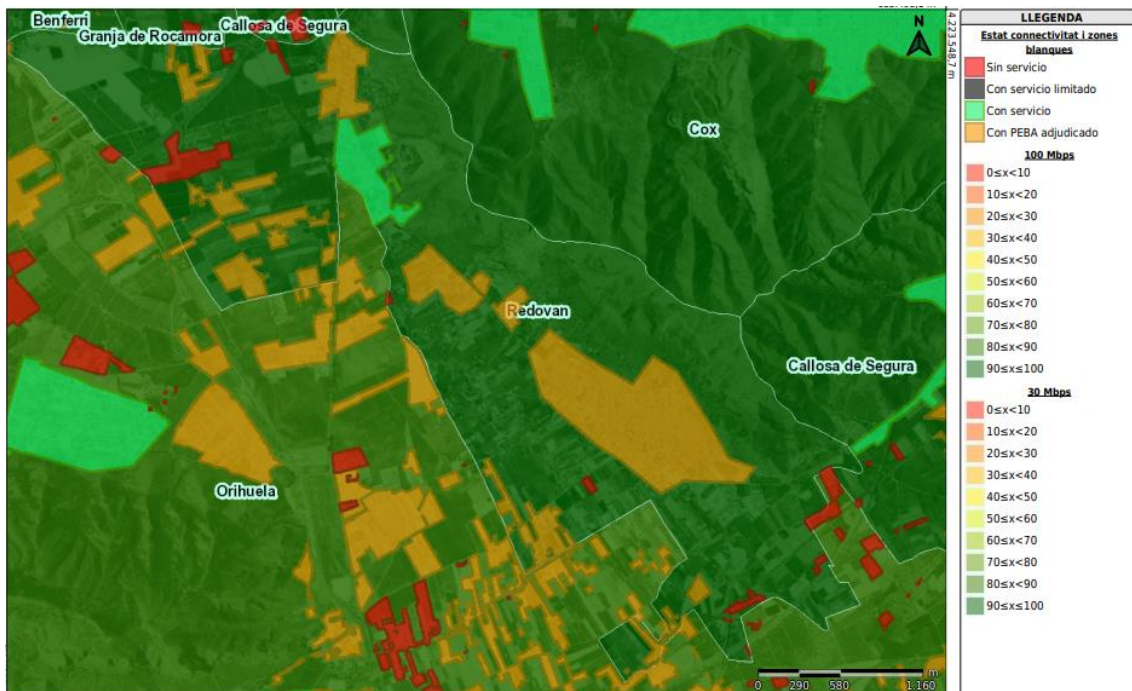 Benferri
Callosa de Segura
Granja de Rocamora
N
4.223.548,7 m
Cox
Redovan
Callosa de Segura
Orihuela
m
0 290 580 1.160
LLEGENDA
Estat connectivitat i zones
blanques
Sin servicio
Con servicio limitado
Con servicio
Con PEBA adjudicado
100 Mbps
0≤x<10
10≤x<20
20≤x<30
30≤x<40
40≤x<50
50≤x<60
60≤x<70
70≤x<80
80≤x<90
90≤x≤100
30 Mbps
0≤x<10
10≤x<20
20≤x<30
30≤x<40
40≤x<50
50≤x<60
60≤x<70
70≤x<80
80≤x<90
90≤x≤100